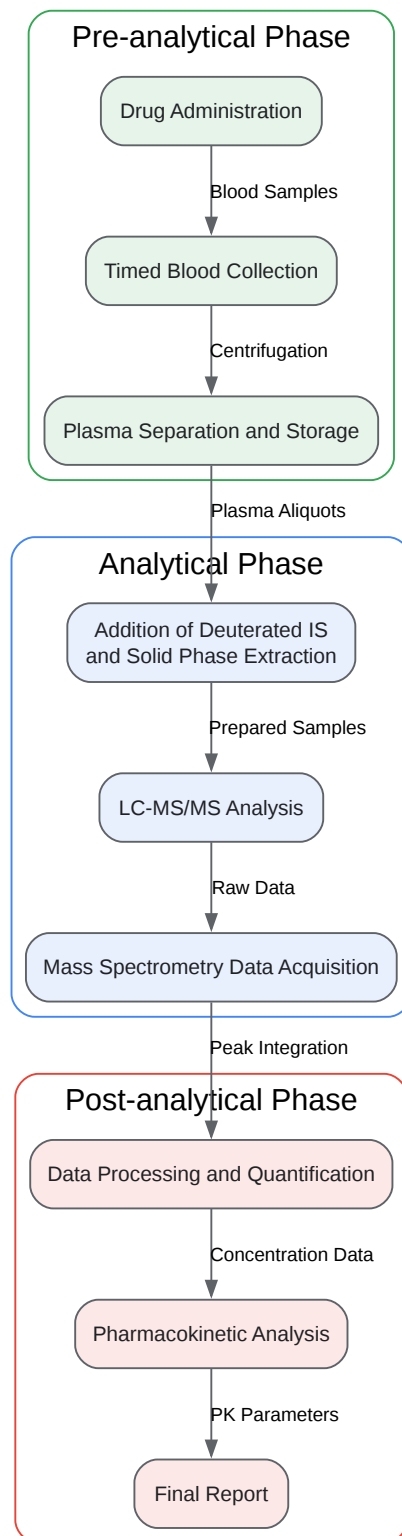 Pre-analytical Phase
Drug Administration
Blood Samples
Timed Blood Collection
Centrifugation
Plasma Separation and Storage
Plasma Aliquots
Analytical Phase
Addition of Deuterated IS
and Solid Phase Extraction
Prepared Samples
LC-MS/MS Analysis
Raw Data
Mass Spectrometry Data Acquisition
Peak Integration
Post-analytical Phase
Data Processing and Quantification
Concentration Data
Pharmacokinetic Analysis
PK Parameters
Final Report